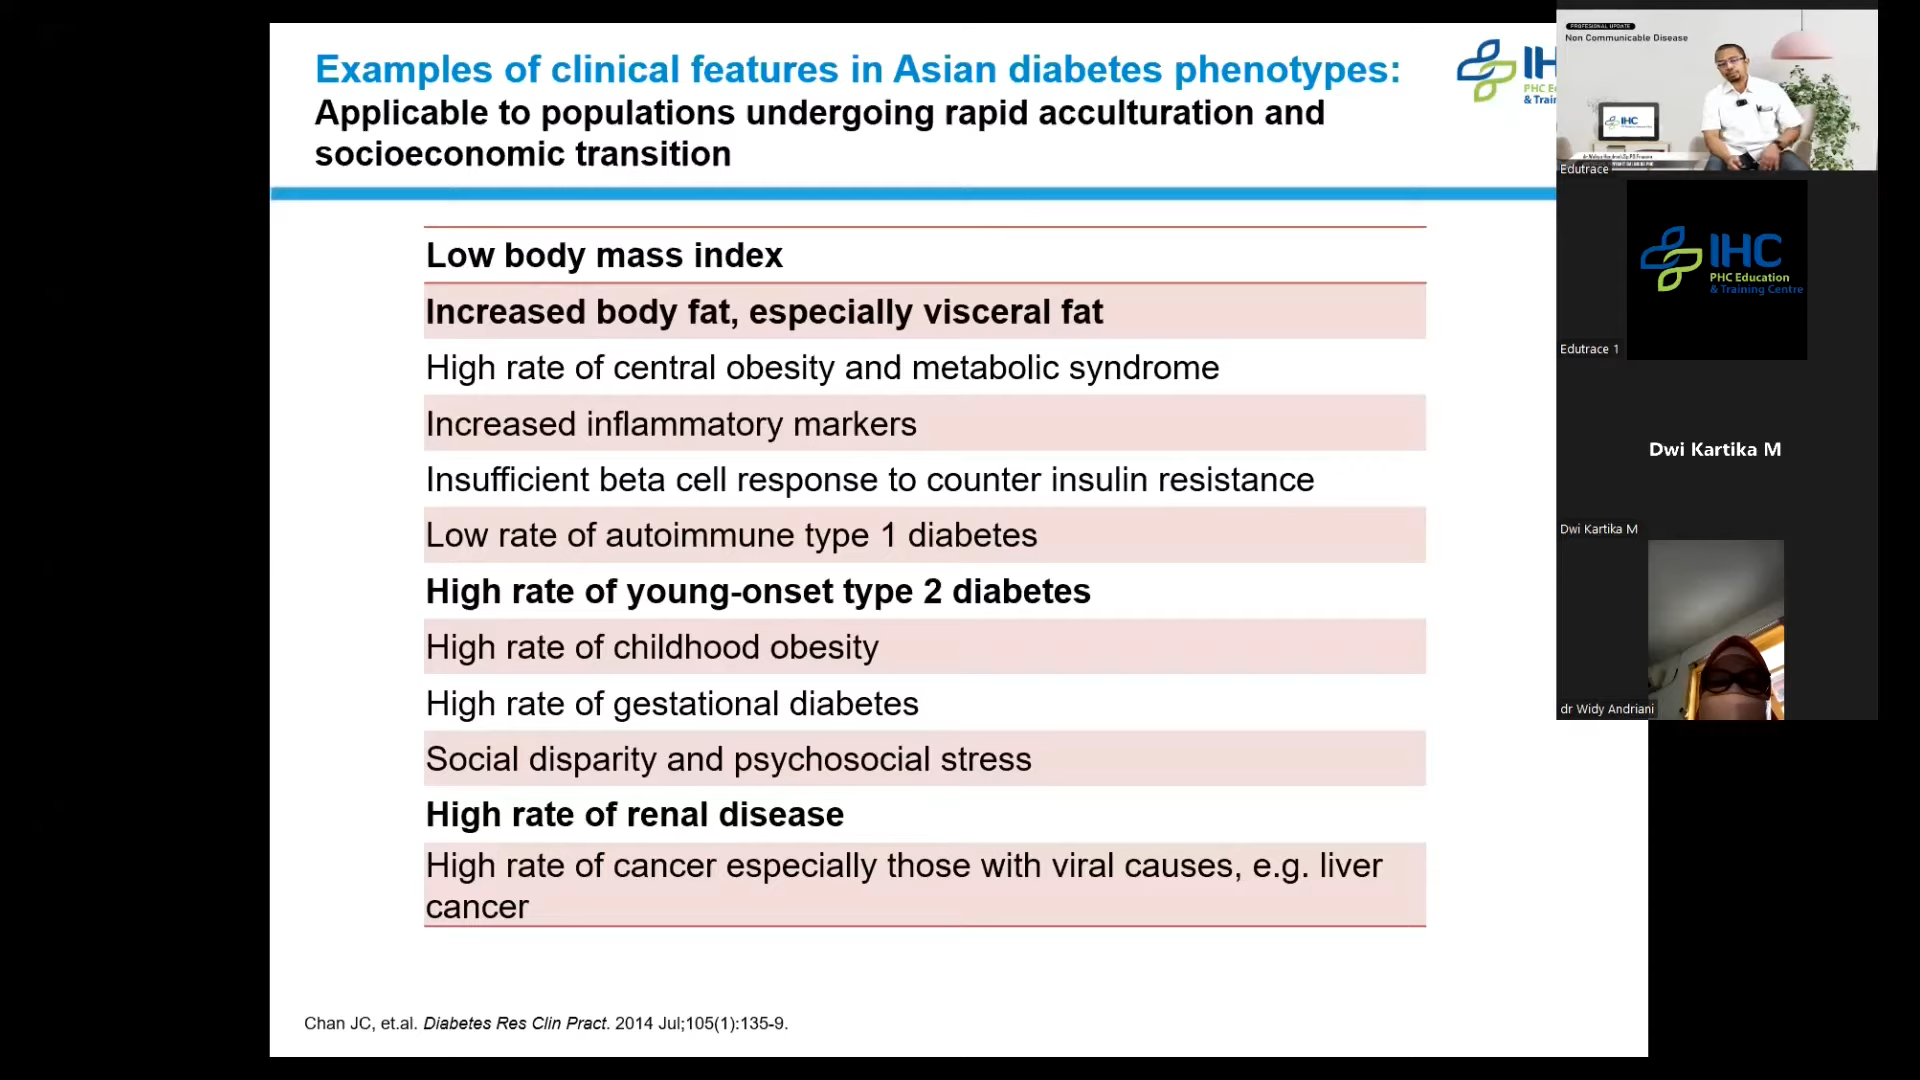 Examples of clinical features in Asian diabetes phenotypes:
Applicable to populations undergoing rapid acculturation and
socioeconomic transition
Low body mass index
Increased body fat, especially visceral fat
High rate of central obesity and metabolic syndrome
Increased inflammatory markers
Insufficient beta cell response to counter insulin resistance
Low rate of autoimmune type 1 diabetes
High rate of young-onset type 2 diabetes
High rate of childhood obesity
High rate of gestational diabetes
Social disparity and psychosocial stress
High rate of renal disease
High rate of cancer especially those with viral causes, e.g. liver
cancer
Chan JC, et.al. Diabetes Res Clin Pract. 2014 Jul;105(1):135-9.
PHC
& Trai
PROFESIONAL UPDATE
Non Communicable Disease
IHC
Edutrace
IHC
PHC Education
& Training Centre
Edutrace 1
Dwi Kartika M
Dwi Kartika M
dr Widy Andriani